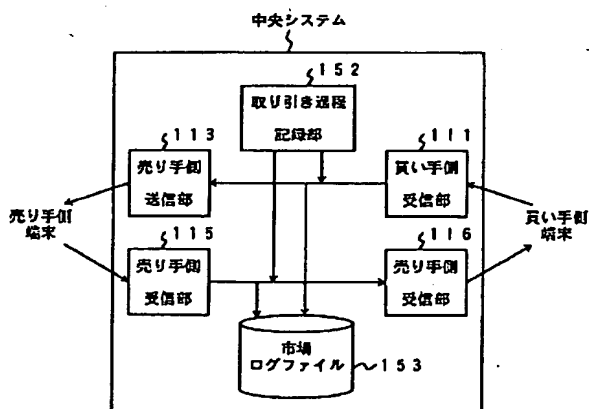 中央システム
152
取り引き過程
記録部
113
売り手側
送信部
111
買い手側
受信部
売り手側
端末
買い手側
端末
115
売り手側
受信部
116
売り手側
受信部
市場
ログファイル
153